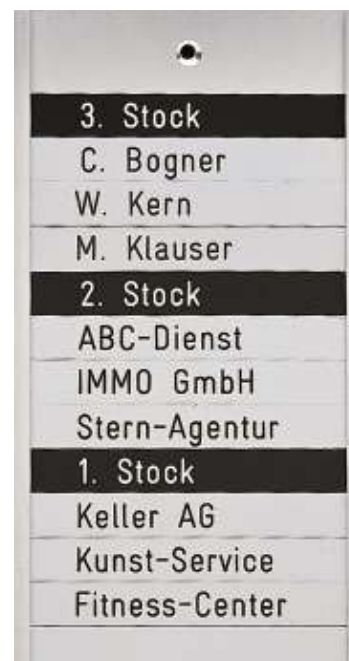 3. Stock
C. Bogner
W. Kern
M. Klauser
2. Stock
ABC-Dienst
IMMO GmbH
Stern-Agentur
1. Stock
Keller AG
Kunst-Service
Fitness-Center